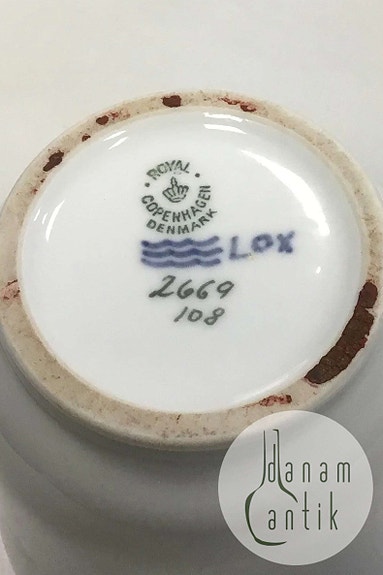 ROYAL
COPENHAGEN
DENMARK
LOX
2669
108
danam
antik